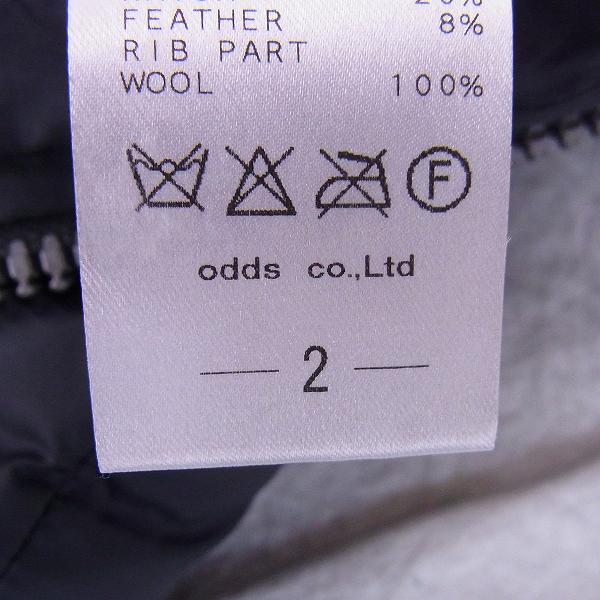 FEATHER 8%
RIB PART
WOOL 100%
F
odds co.,Ltd
— 2 —